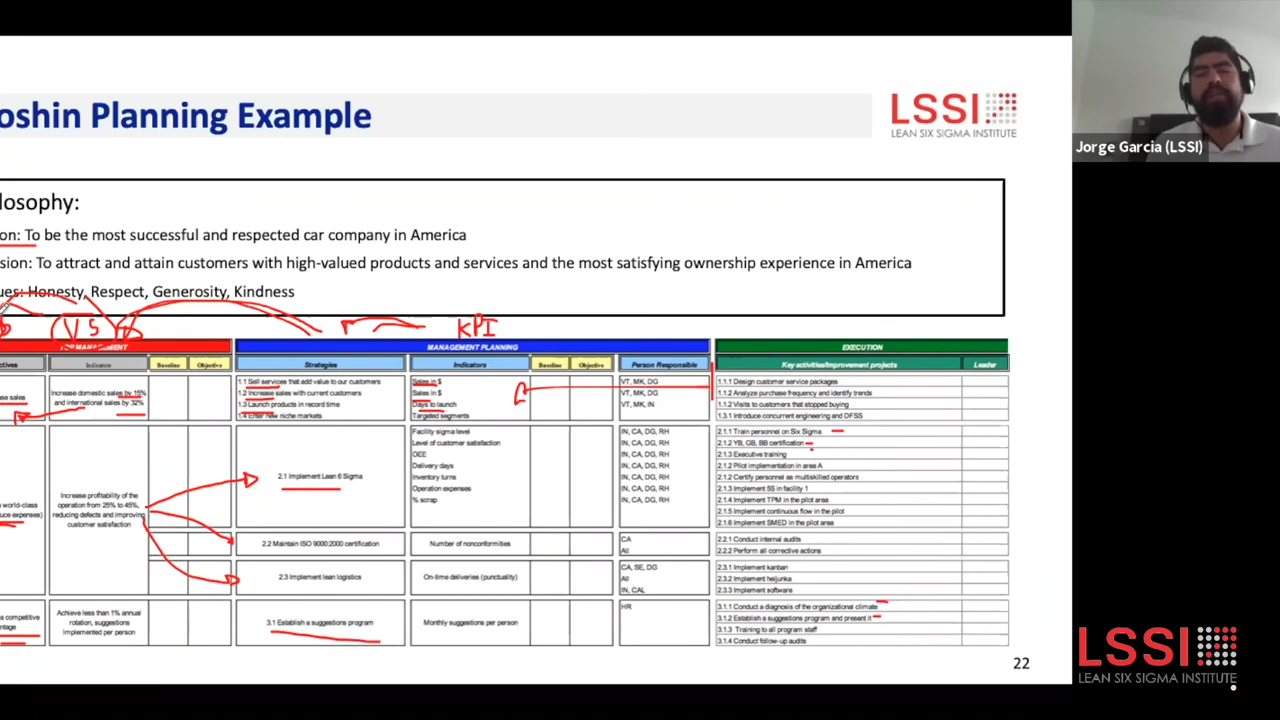 oshin Planning Example
LSSI
LEAN SIX SIGMA INSTITUTE
Jorge Garcia (LSSI)
losophy:
on: To be the most successful and respected car company in America
sion: To attract and attain customers with high-valued products and services and the most satisfying ownership experience in America
ues: Honesty, Respect, Generosity, Kindness
VS
KPI
TOP MANAGEMENT
MANAGEMENT PLANNING
EXECUTION
ctives
Indicators
Baseline
Objective
Strategies
Indicators
Baseline
Objective
Person Responsible
Key activities/improvement projects
Leader
se sales
Increase domestic sales by 15%
and international sales by 32%
1.1 Sell services that add value to our customers
1.2 Increase sales with current customers
1.3 Launch products in record time
1.4 Enter new niche markets
Sales in $
Sales in $
Days to launch
Targeted segments
VT, MK, DG
VT, MK, DG
VT, MK, IN
1.1.1 Design customer service packages
1.1.2 Analyze purchase frequency and identify trends
1.1.2 Visits to customers that stopped buying
1.3.1 Introduce concurrent engineering and DFSS
world-class
uce expenses)
Increase profitability of the
operation from 25% to 45%,
reducing defects and improving
customer satisfaction
2.1 Implement Lean 6 Sigma
Facility sigma level
Level of customer satisfaction
OEE
Delivery days
Inventory turns
Operation expenses
% scrap
IN, CA, DG, RH
IN, CA, DG, RH
IN, CA, DG, RH
IN, CA, DG, RH
IN, CA, DG, RH
IN, CA, DG, RH
IN, CA, DG, RH
2.1.1 Train personnel on Six Sigma
2.1.2 YB, GB, BB certification
2.1.3 Executive training
2.1.2 Pilot implementation in area A
2.1.2 Certify personnel as multiskilled operators
2.1.3 Implement 5S in facility 1
2.1.4 Implement TPM in the pilot area
2.1.5 Implement continuous flow in the pilot
2.1.6 Implement SMED in the pilot area
2.2 Maintain ISO 9000:2000 certification
Number of nonconformities
CA
All
2.2.1 Conduct internal audits
2.2.2 Perform all corrective actions
2.3 Implement lean logistics
On-time deliveries (punctuality)
CA, SE, DG
All
IN, CAL
2.3.1 Implement kanban
2.3.2 Implement heijunka
2.3.3 Implement software
a competitive
ntage
Achieve less than 1% annual
rotation, suggestions
implemented per person
3.1 Establish a suggestions program
Monthly suggestions per person
HR
3.1.1 Conduct a diagnosis of the organizational climate
3.1.2 Establish a suggestions program and present it
3.1.3 Training to all program staff
3.1.4 Conduct follow-up audits
22
LSSI
LEAN SIX SIGMA INSTITUTE